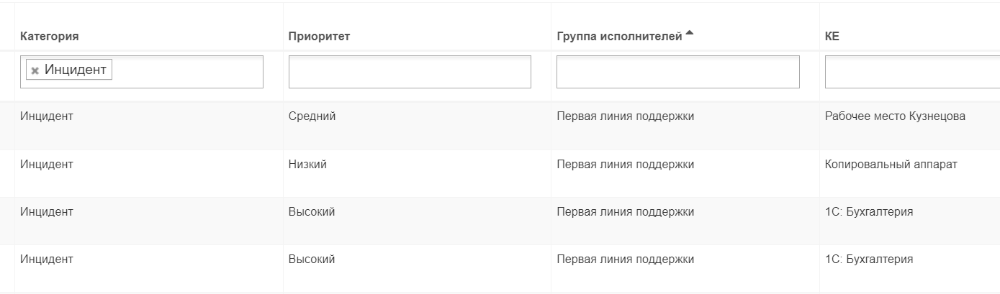 Категория Приоритет Группа исполнителей КЕ
Инцидент
Инцидент Средний Первая линия поддержки Рабочее место Кузнецова
Инцидент Низкий Первая линия поддержки Копировальный аппарат
Инцидент Высокий Первая линия поддержки 1С: Бухгалтерия
Инцидент Высокий Первая линия поддержки 1С: Бухгалтерия